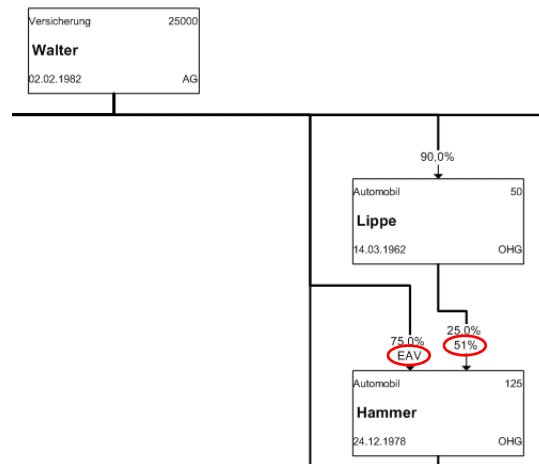 Versicherung 25000
Walter
02.02.1982 AG
90,0%
Automobil 50
Lippe
14.03.1962 OHG
75.0% 25.0%
EAV 51%
Automobil 125
Hammer
24.12.1978 OHG